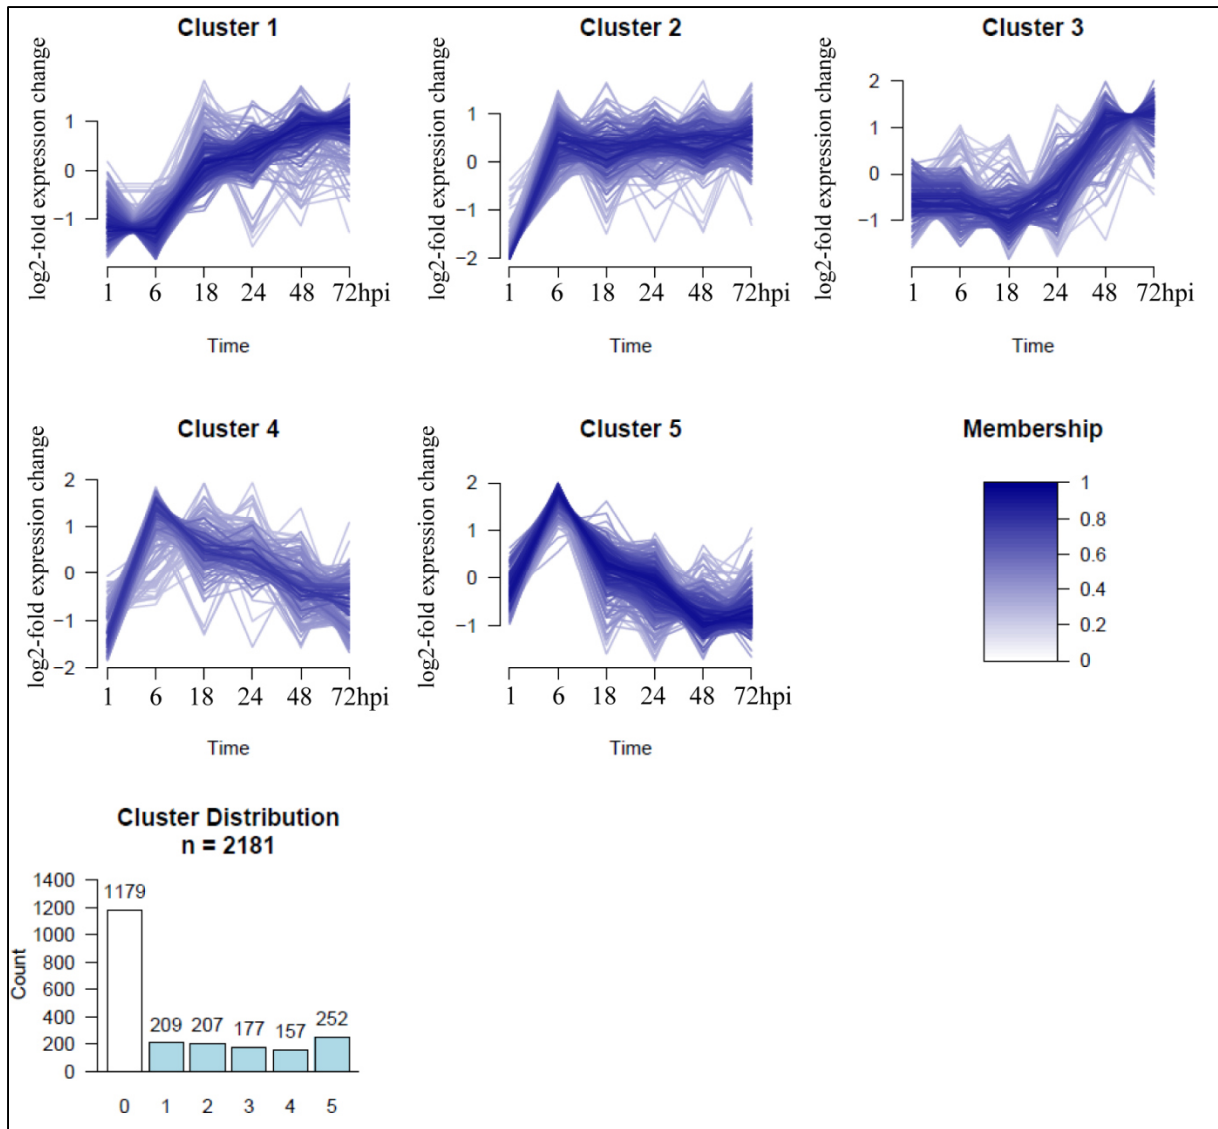 Cluster 1
log2-fold expression change
1
0
−1
1 6 18 24 48 72hpi
Time
Cluster 2
log2-fold expression change
1
0
−1
−2
1 6 18 24 48 72hpi
Time
Cluster 3
log2-fold expression change
2
1
0
−1
1 6 18 24 48 72hpi
Time
Cluster 4
log2-fold expression change
2
1
0
−1
−2
1 6 18 24 48 72hpi
Time
Cluster 5
log2-fold expression change
2
1
0
−1
1 6 18 24 48 72hpi
Time
Membership
1
0.8
0.6
0.4
0.2
0
Cluster Distribution
n = 2181
Count
1400
1200
1000
800
600
400
200
0
1179
209 207 177 157 252
0 1 2 3 4 5